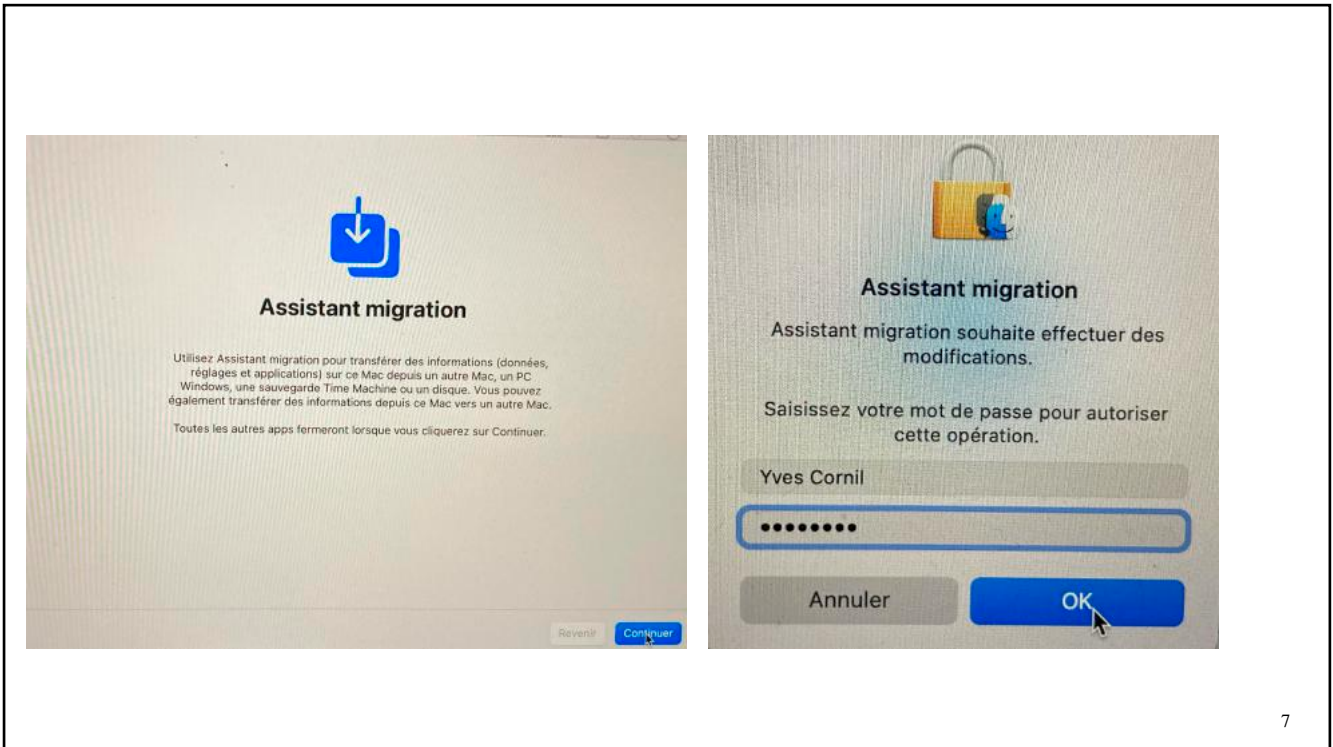 Assistant migration
Utilisez Assistant migration pour transférer des informations (données,
réglages et applications) sur ce Mac depuis un autre Mac, un PC
Windows, une sauvegarde Time Machine ou un disque. Vous pouvez
également transférer des informations depuis ce Mac vers un autre Mac.
Toutes les autres apps fermeront lorsque vous cliquerez sur Continuer.
Revenir
Continuer
Assistant migration
Assistant migration souhaite effectuer des
modifications.
Saisissez votre mot de passe pour autoriser
cette opération.
Yves Cornil
••••••••
Annuler
OK
7